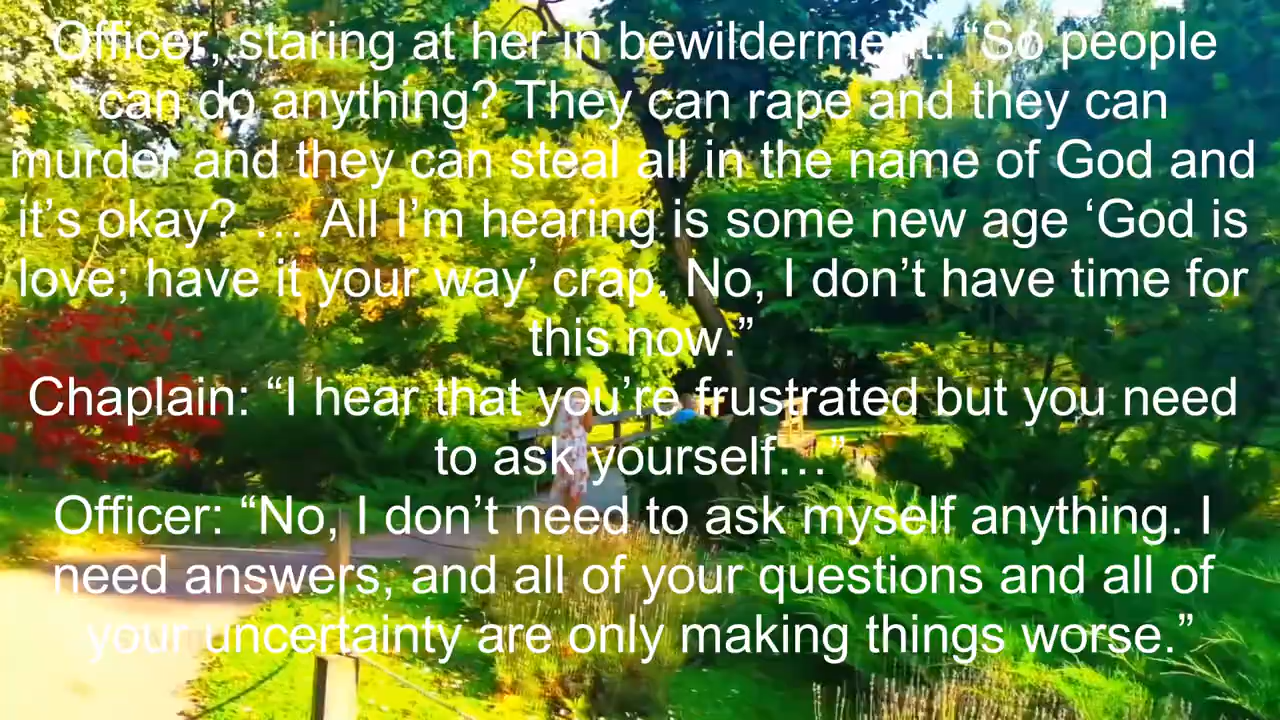 Officer, staring at her in bewilderment: “So people
can do anything? They can rape and they can
murder and they can steal all in the name of God and
it’s okay? … All I’m hearing is some new age ‘God is
love; have it your way’ crap. No, I don’t have time for
this now.”
Chaplain: “I hear that you’re frustrated but you need
to ask yourself…”
Officer: “No, I don’t need to ask myself anything. I
need answers, and all of your questions and all of
your uncertainty are only making things worse.”